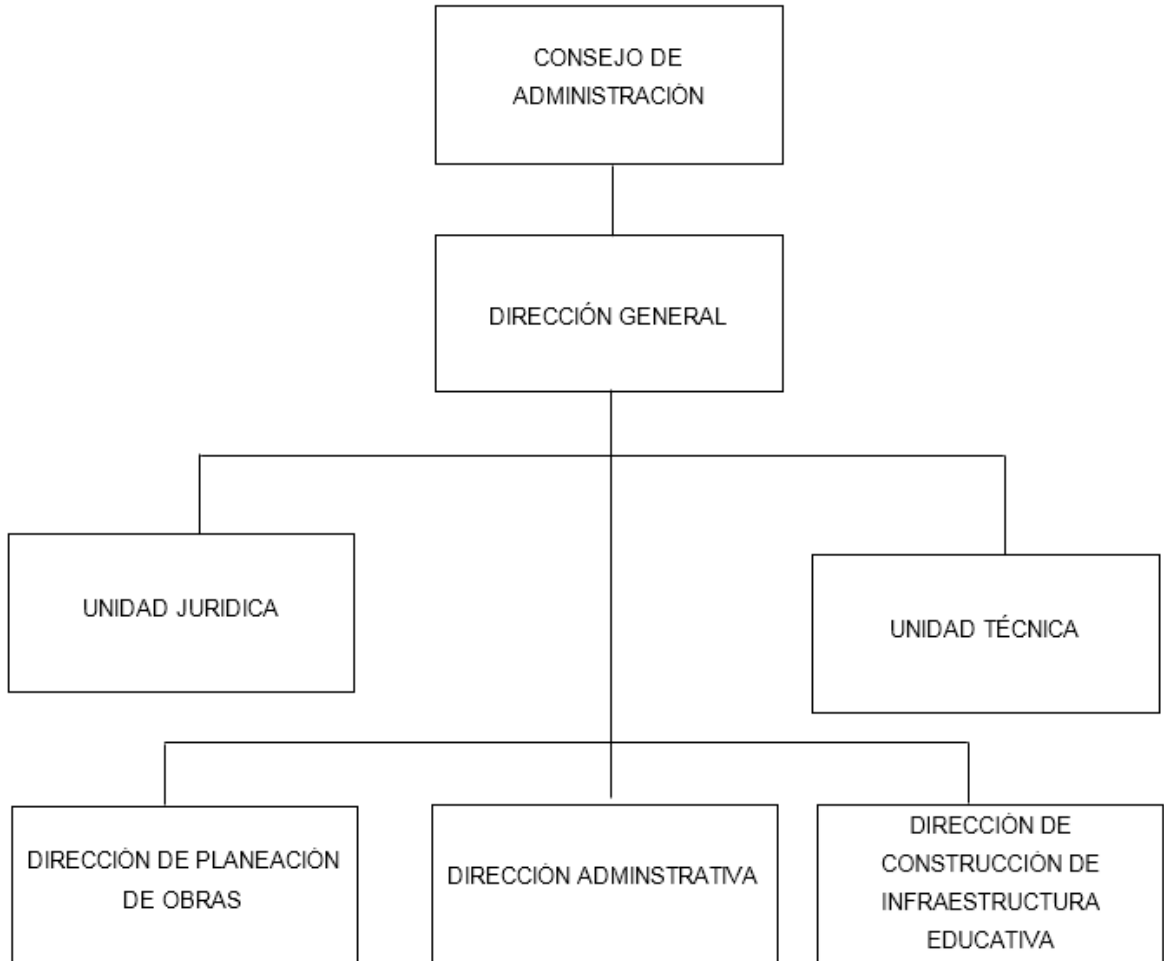 CONSEJO DE
ADMINISTRACIÓN
DIRECCIÓN GENERAL
UNIDAD JURIDICA
UNIDAD TÉCNICA
DIRECCIÓN DE PLANEACIÓN
DE OBRAS
DIRECCIÓN ADMINSTRATIVA
DIRECCIÓN DE
CONSTRUCCIÓN DE
INFRAESTRUCTURA
EDUCATIVA